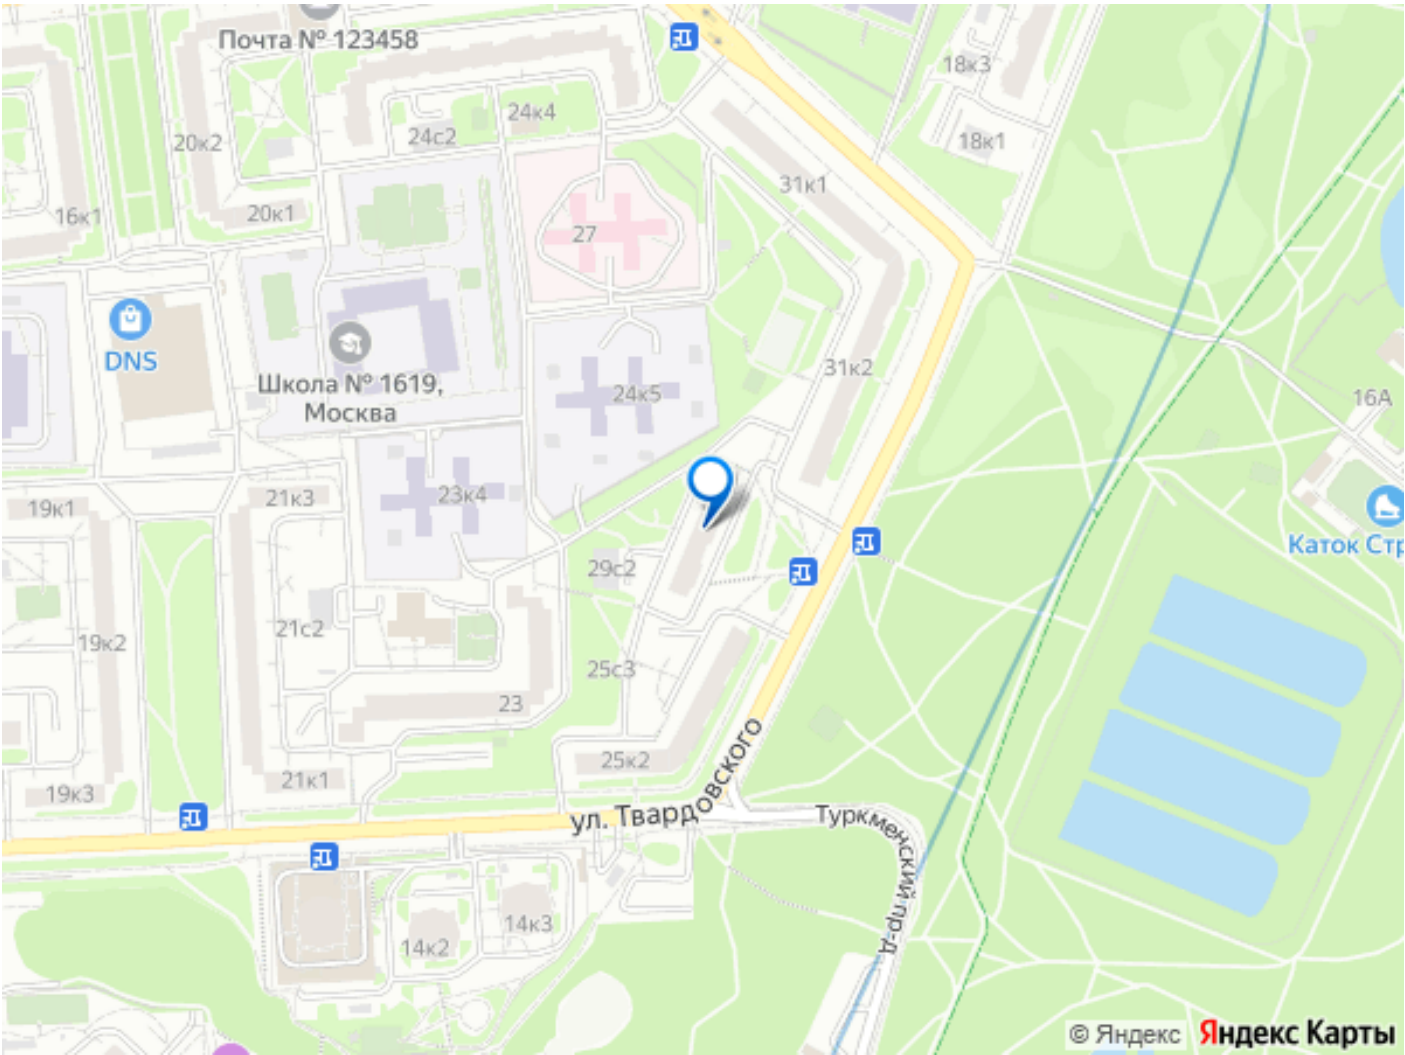 Почта № 123458
18к3
24к4
24с2
20к2
18к1
31к1
20к1
16к1
27
DNS
31к2
Школа № 1619,
Москва
24к5
16А
23к4
21к3
19к1
Каток Стр
29с2
21с2
19к2
25с3
23
25к2
21к1
19к3
ул. Твардовского
Туркменский пр-д
14к3
14к2
© Яндекс Яндекс Карты